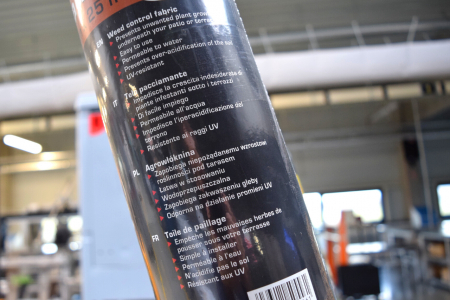 25 m
EN Weed control fabric
Prevents unwanted plant growth
underneath your patio or terrace
Easy to use
Permeable to water
Prevents over-acidification of the soil
UV-resistant
IT Telo pacciamante
Impedisce la crescita indesiderata di
piante infestanti sotto i terrazzi
Di facile impiego
Permeabile all'acqua
Impedisce l'iperacidificazione del
terreno
Resistente ai raggi UV
PL Agrowłóknina
Zapobiega niepożądanemu wzrostowi
roślinności pod tarasem
Łatwa w stosowaniu
Wodoprzepuszczalna
Zapobiega zakwaszeniu gleby
Odporna na działanie promieni UV
FR Toile de paillage
Empêche les mauvaises herbes de
pousser sous votre terrasse
Simple à installer
Perméable à l'eau
N'acidifie pas le sol
Résistant aux UV